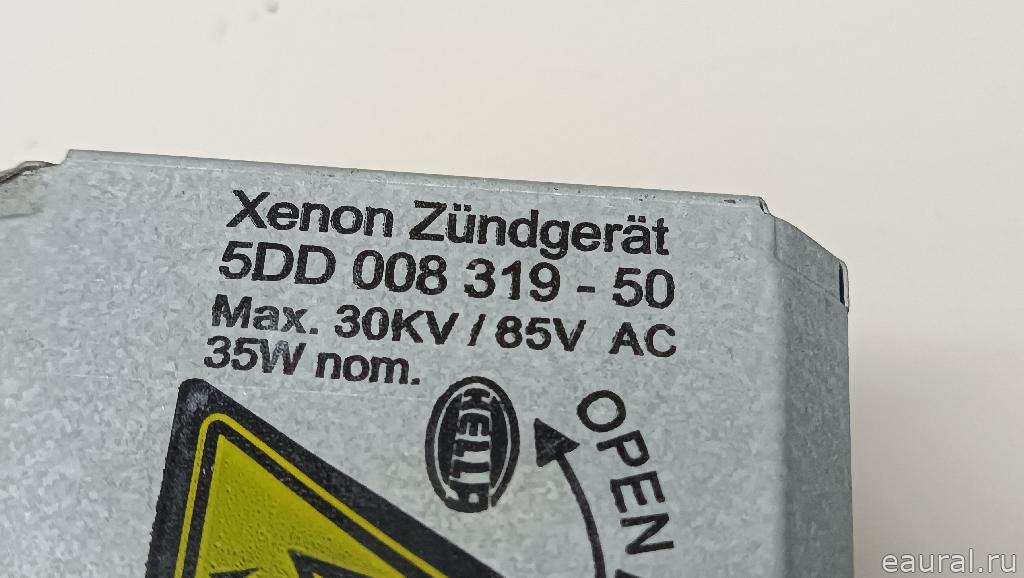 Xenon Zündgerät
5DD 008 319 - 50
Max. 30KV / 85V AC
35W nom.
HELLA
OPEN
eaural.ru